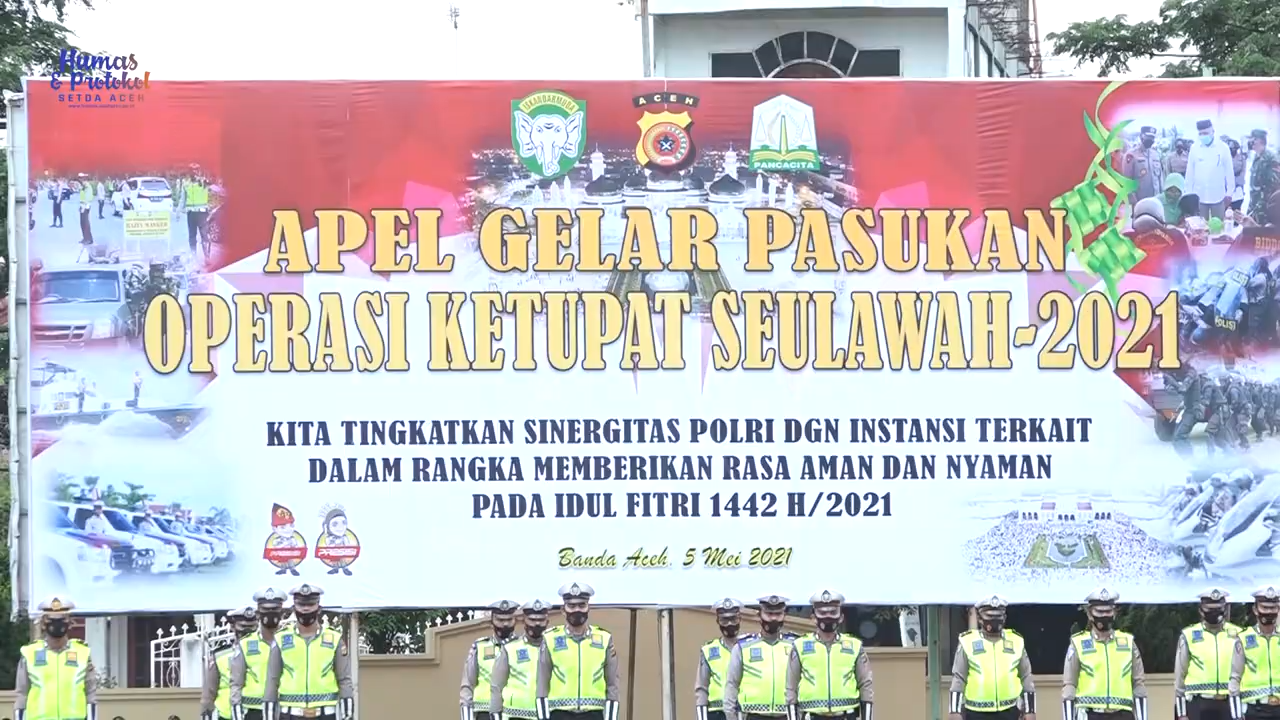 Humas
& Protokol
SETDA ACEH
ISKANDARMUDA
ACEH
PANCACITA
APEL GELAR PASUKAN
OPERASI KETUPAT SEULAWAH-2021
KITA TINGKATKAN SINERGITAS POLRI DGN INSTANSI TERKAIT
DALAM RANGKA MEMBERIKAN RASA AMAN DAN NYAMAN
PADA IDUL FITRI 1442 H/2021
PRESISI
PRESISI
Banda Aceh, 5 Mei 2021
POLISI